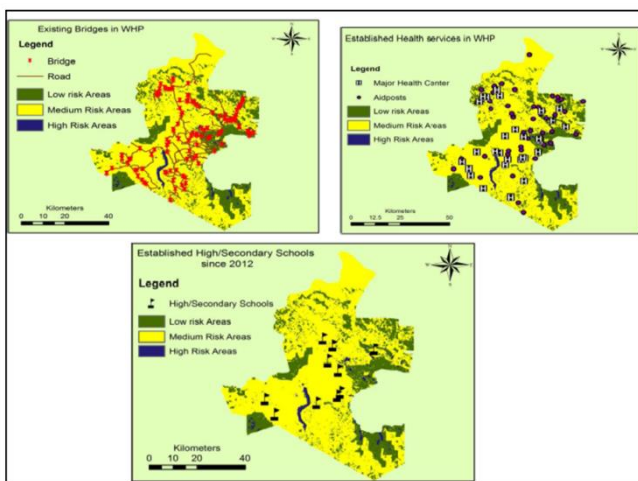 Existing Bridges in WHP
Legend
Bridge
Road
Low risk Areas
Medium Risk Areas
High Risk Areas
Kilometers
0 10 20 40
Established Health services in WHP
Legend
H Major Health Center
Aidposts
Low risk Areas
Medium Risk Areas
High Risk Areas
Kilometers
0 12.5 25 50
Established High/Secondary Schools
since 2012
Legend
High/Secondary Schools
Low risk Areas
Medium Risk Areas
High Risk Areas
Kilometers
0 10 20 40